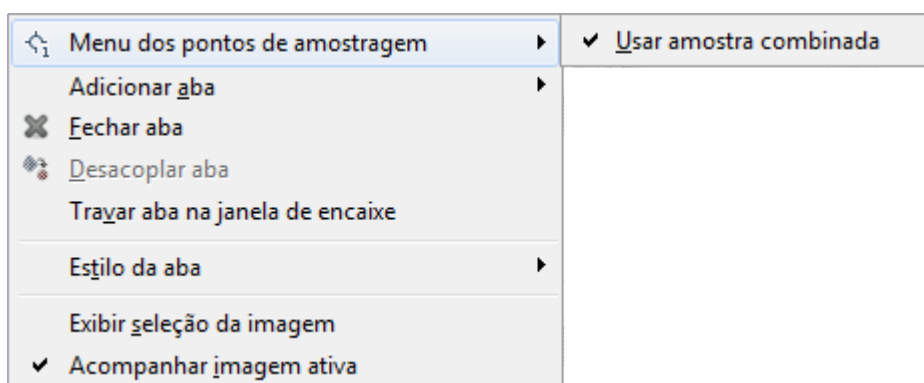 Menu dos pontos de amostragem
Usar amostra combinada
Adicionar aba
Fechar aba
Desacoplar aba
Travar aba na janela de encaixe
Estilo da aba
Exibir seleção da imagem
Acompanhar imagem ativa